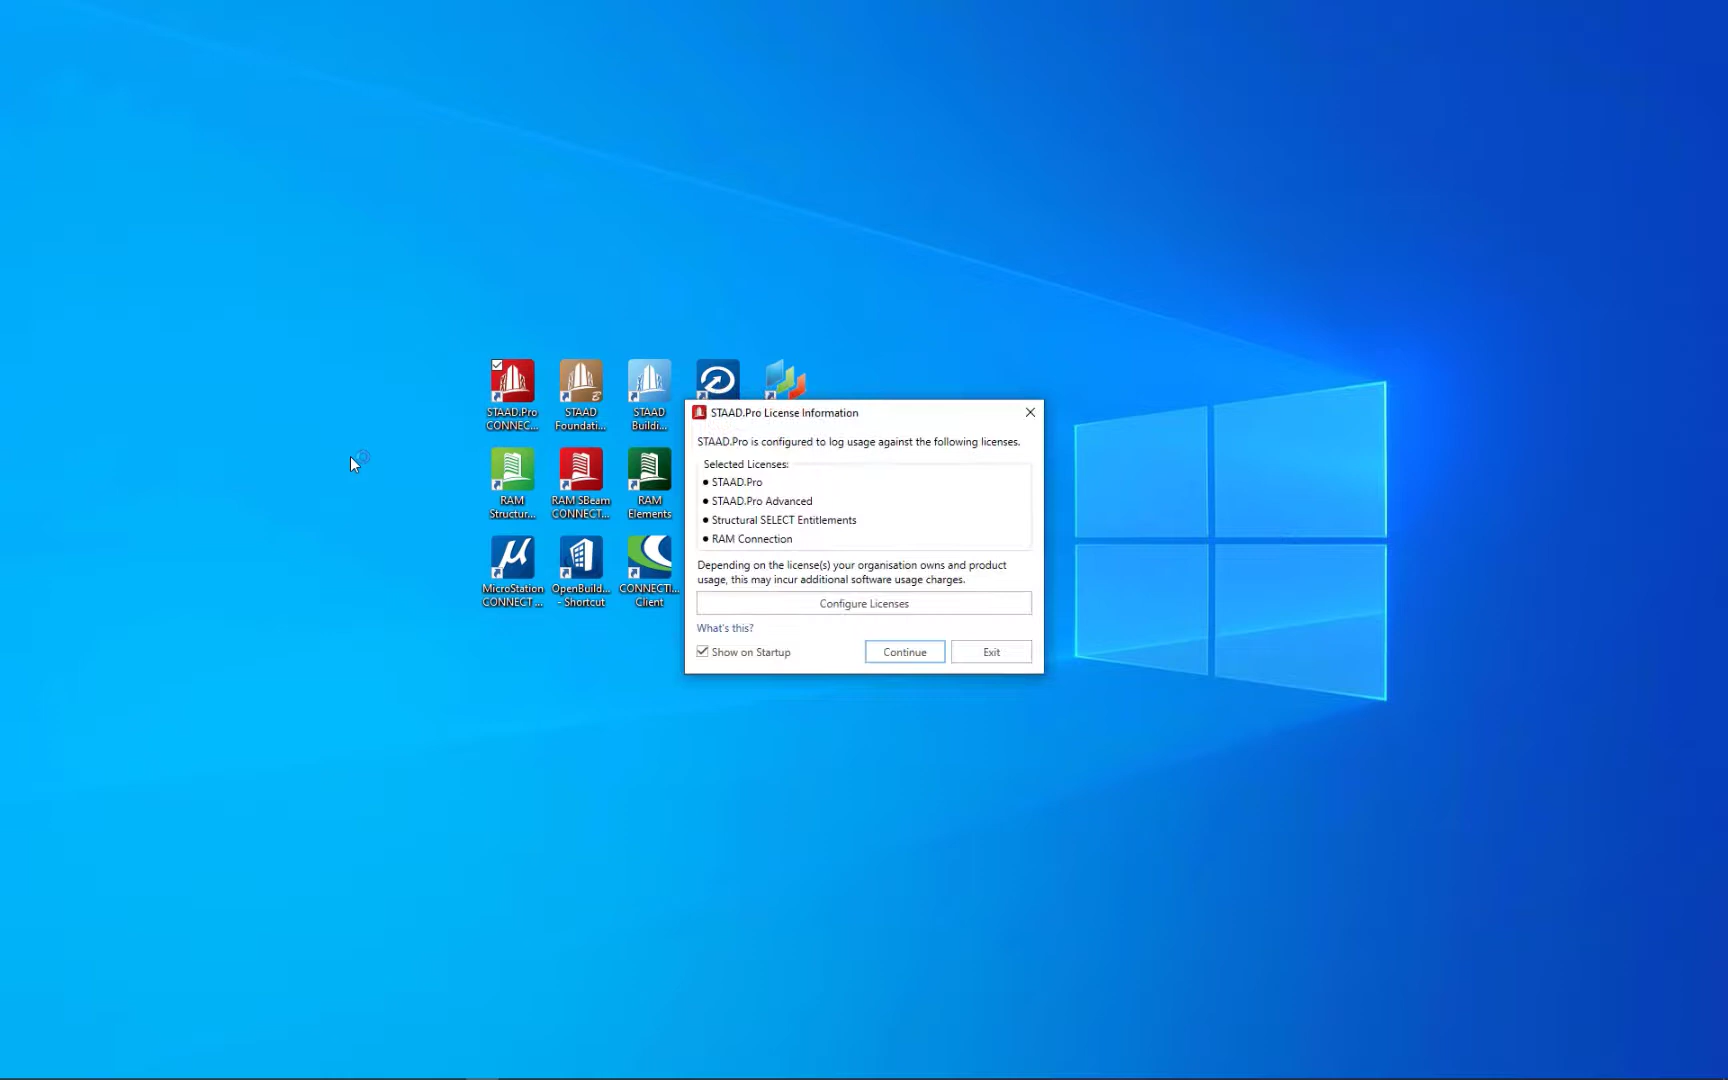 STAAD.Pro
CONNEC...
STAAD
Foundati...
STAAD
Buildi...
RAM
Structur...
RAM SBeam
CONNECT...
RAM
Elements
MicroStation
CONNECT ...
OpenBuild...
- Shortcut
CONNECTI...
Client
STAAD.Pro License Information
STAAD.Pro is configured to log usage against the following licenses.
Selected Licenses:
● STAAD.Pro
● STAAD.Pro Advanced
● Structural SELECT Entitlements
● RAM Connection
Depending on the license(s) your organisation owns and product
usage, this may incur additional software usage charges.
Configure Licenses
What's this?
Show on Startup
Continue
Exit